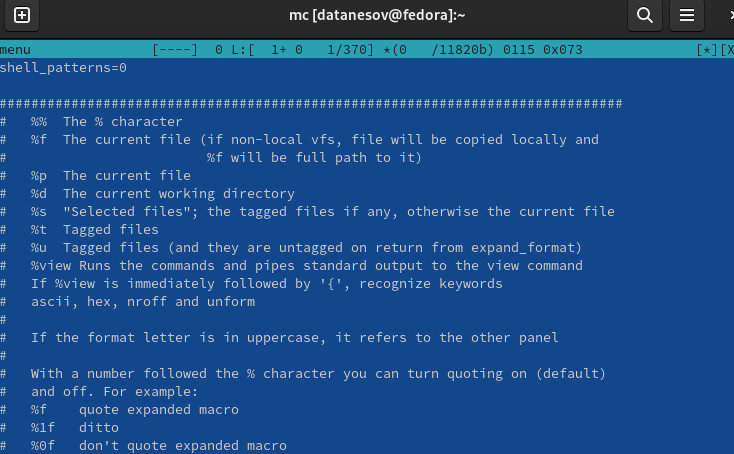 mc [datanesov@fedora]:~
menu [----] 0 L:[ 1+ 0 1/370] *(0 /11820b) 0115 0x073 [*][X
shell_patterns=0
##############################################################################
# %% The % character
# %f The current file (if non-local vfs, file will be copied locally and
# %f will be full path to it)
# %p The current file
# %d The current working directory
# %s "Selected files"; the tagged files if any, otherwise the current file
# %t Tagged files
# %u Tagged files (and they are untagged on return from expand_format)
# %view Runs the commands and pipes standard output to the view command
# If %view is immediately followed by '{', recognize keywords
# ascii, hex, nroff and unform
#
# If the format letter is in uppercase, it refers to the other panel
#
# With a number followed the % character you can turn quoting on (default)
# and off. For example:
# %f quote expanded macro
# %1f ditto
# %0f don't quote expanded macro